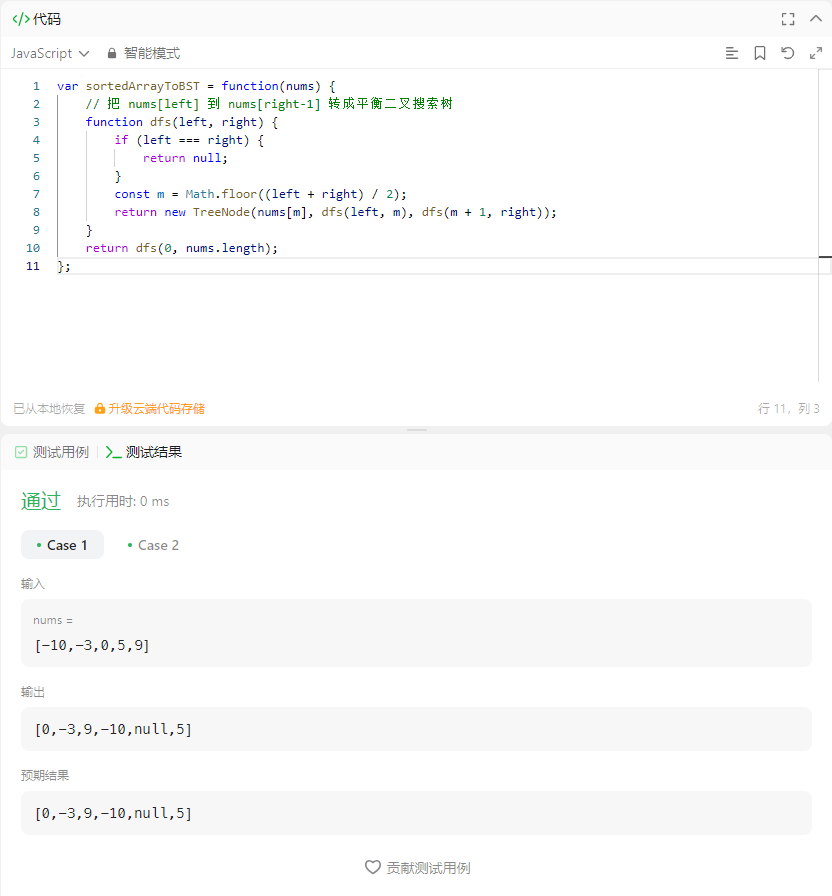 </> 代码
JavaScript 智能模式
1 var sortedArrayToBST = function(nums) {
2 // 把 nums[left] 到 nums[right-1] 转成平衡二叉搜索树
3 function dfs(left, right) {
4 if (left === right) {
5 return null;
6 }
7 const m = Math.floor((left + right) / 2);
8 return new TreeNode(nums[m], dfs(left, m), dfs(m + 1, right));
9 }
10 return dfs(0, nums.length);
11 };
已从本地恢复 升级云端代码存储 行 11, 列 3
测试用例 测试结果
通过 执行用时: 0 ms
Case 1 Case 2
输入
nums =
[-10,-3,0,5,9]
输出
[0,-3,9,-10,null,5]
预期结果
[0,-3,9,-10,null,5]
贡献测试用例